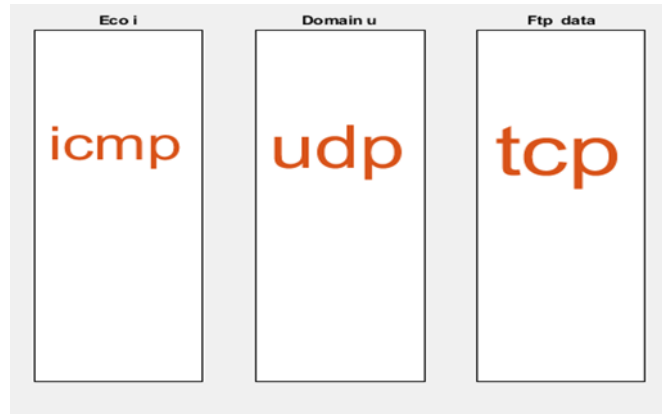 Eco i
Domain u
Ftp data
icmp
udp
tcp